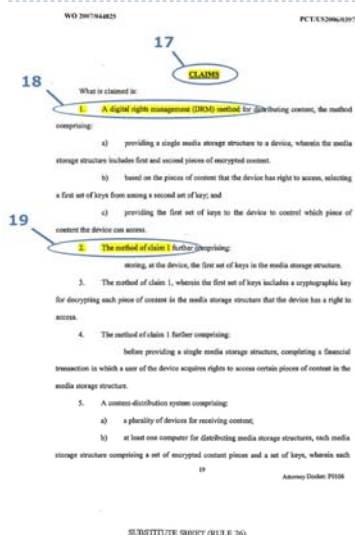 WO 2007/044825
PCT/US2006/0397
17
CLAIMS
18
What is claimed is:
1. A digital rights management (DRM) method for distributing content, the method
comprising:
a) providing a single media storage structure to a device, wherein the media
storage structure includes first and second pieces of encrypted content.
b) based on the pieces of content that the device has right to access, selecting
a first set of keys from among a second set of key; and
19
c) providing the first set of keys to the device to control which piece of
content the device can access.
2. The method of claim 1 further comprising:
storing, at the device, the first set of keys in the media storage structure.
3. The method of claim 1, wherein the first set of keys includes a cryptographic key
for decrypting each piece of content in the media storage structure that the device has a right to
access.
4. The method of claim 1 further comprising:
before providing a single media storage structure, completing a financial
transaction in which a user of the device acquires rights to access certain pieces of content in the
media storage structure.
5. A content-distribution system comprising:
a) a plurality of devices for receiving content;
b) at least one computer for distributing media storage structures, each media
storage structure comprising a set of encrypted content pieces and a set of keys, wherein each
19
Attorney Docket: P0106
SUBSTITUTE SHEET (RULE 26)